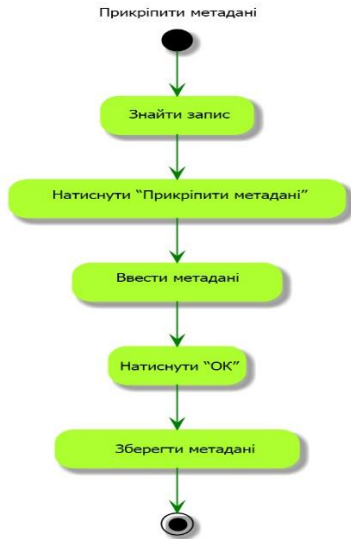 Прикріпити метадані
Знайти запис
Натиснути “Прикріпити метадані”
Ввести метадані
Натиснути “ОК”
Зберегти метадані